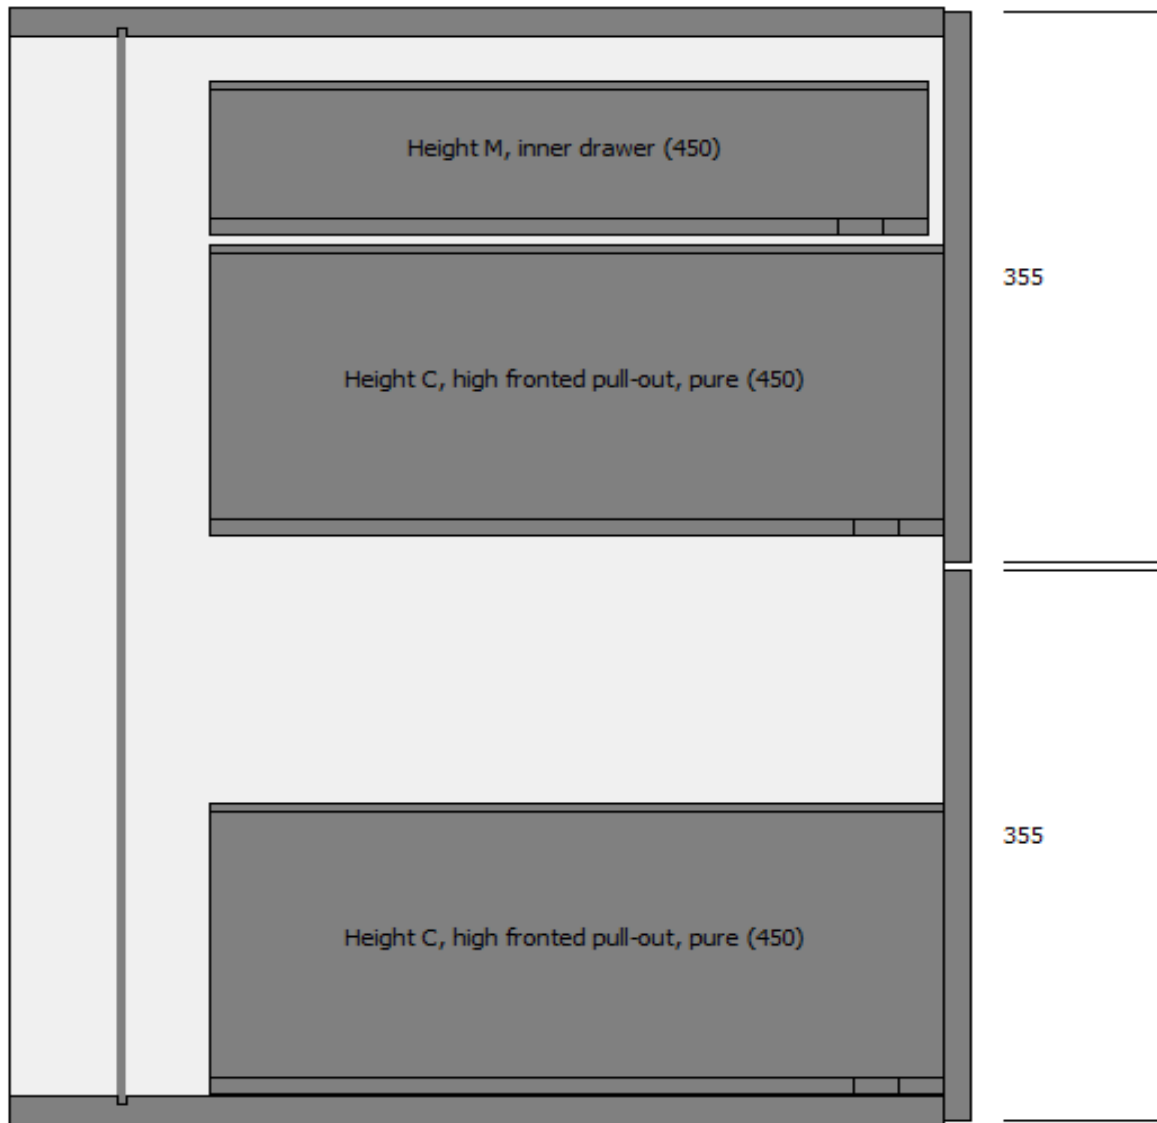 Height M, inner drawer (450)
355
Height C, high fronted pull-out, pure (450)
355
Height C, high fronted pull-out, pure (450)